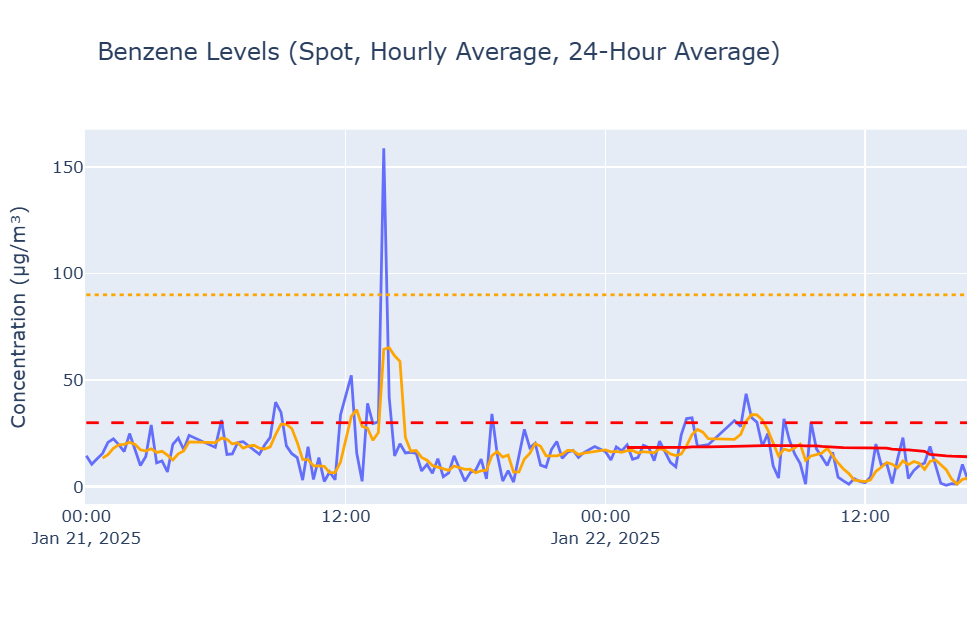 Benzene Levels (Spot, Hourly Average, 24-Hour Average)
Concentration (µg/m³)
150
100
50
0
00:00
Jan 21, 2025
12:00
00:00
Jan 22, 2025
12:00